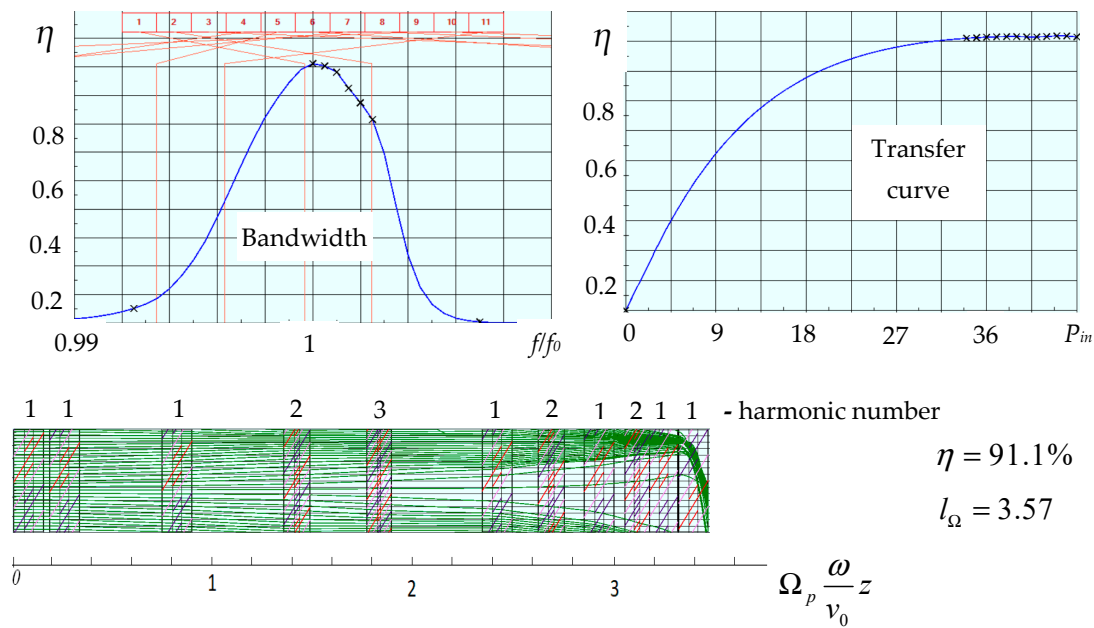 1 2 3 4 5 6 7 8 9 10 11
η
0.8
0.6
0.4
0.2
Bandwidth
0.99 1 f/f₀
η
0.8
0.6
0.4
0.2
Transfer
curve
0 9 18 27 36 P_in
1 1 1 2 3 1 2 1 2 1 1 - harmonic number
η = 91.1%
l_Ω = 3.57
0 1 2 3
Ω_p ω/v₀ z